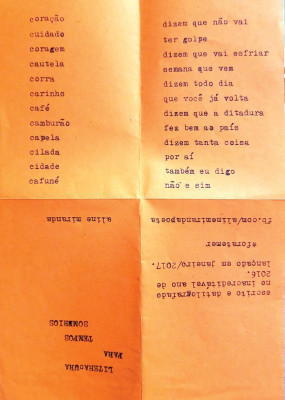 coração
cuidado
coragem
cautela
corra
carinho
café
camburão
capela
cilada
cidade
cafuné
dizem que não vai
ter golpe
dizem que vai esfriar
semana que vem
dizem todo dia
que você já volta
dizem que a ditadura
fez bem ao país
dizem tanta coisa
por aí
também eu digo
não e sim
escrito e datilografado
no inacreditável ano de
2016.
lançado em janeiro/2017.
#foratemer
fb.com/alinemirandapoeta
LITERACURA
PARA
TEMPOS
SOMBRIOS
aline miranda